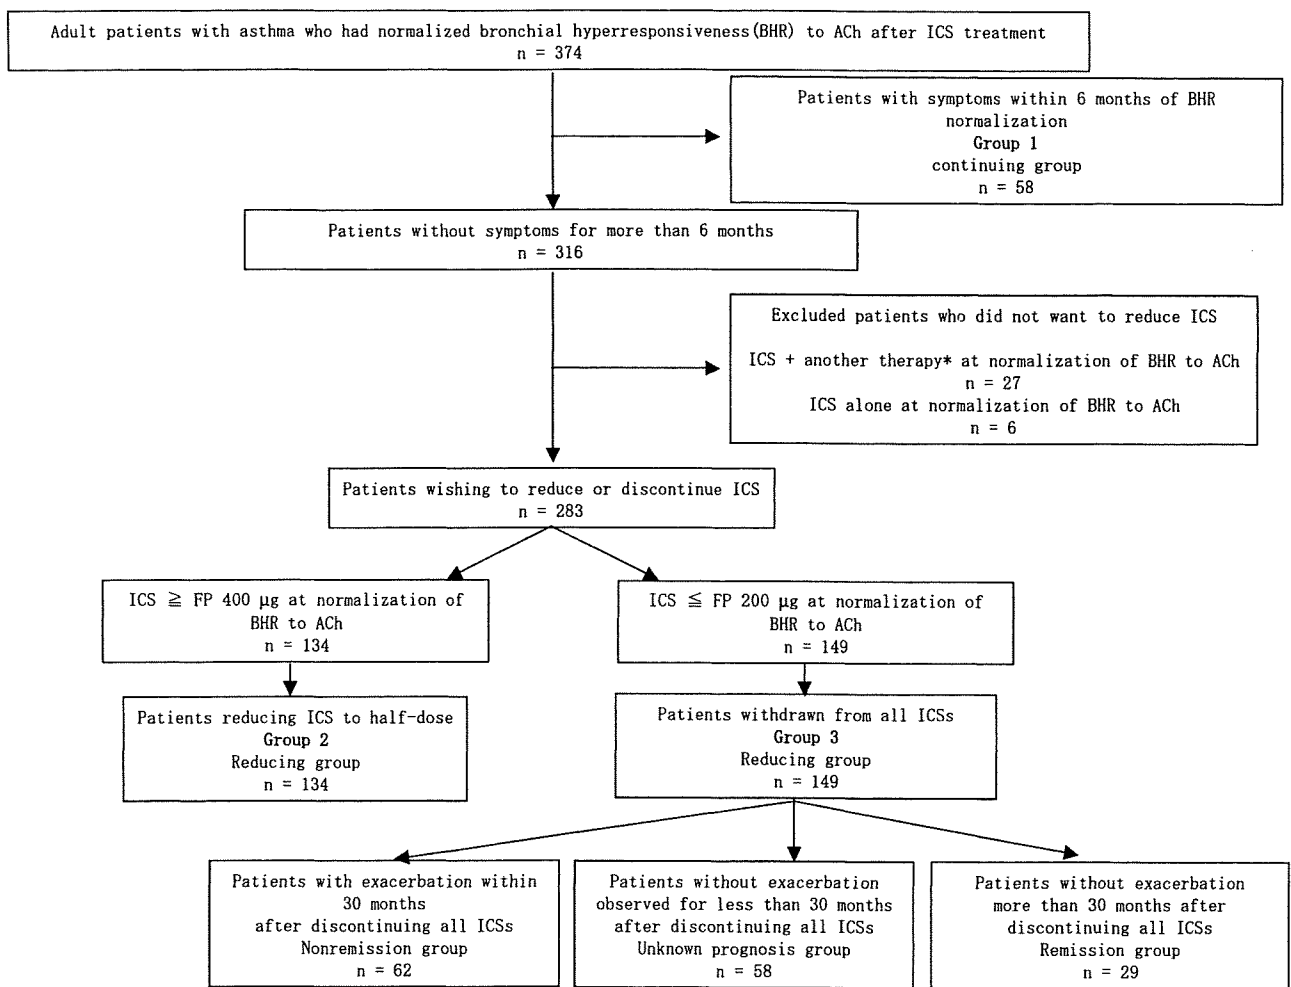 Adult patients with asthma who had normalized bronchial hyperresponsiveness(BHR) to ACh after ICS treatment
n = 374
Patients with symptoms within 6 months of BHR
normalization
Group 1
continuing group
n = 58
Patients without symptoms for more than 6 months
n = 316
Excluded patients who did not want to reduce ICS
ICS + another therapy* at normalization of BHR to ACh
n = 27
ICS alone at normalization of BHR to ACh
n = 6
Patients wishing to reduce or discontinue ICS
n = 283
ICS ≧ FP 400 μg at normalization of
BHR to ACh
n = 134
ICS ≦ FP 200 μg at normalization of
BHR to ACh
n = 149
Patients reducing ICS to half-dose
Group 2
Reducing group
n = 134
Patients withdrawn from all ICSs
Group 3
Reducing group
n = 149
Patients with exacerbation within
30 months
after discontinuing all ICSs
Nonremission group
n = 62
Patients without exacerbation
observed for less than 30 months
after discontinuing all ICSs
Unknown prognosis group
n = 58
Patients without exacerbation
more than 30 months after
discontinuing all ICSs
Remission group
n = 29